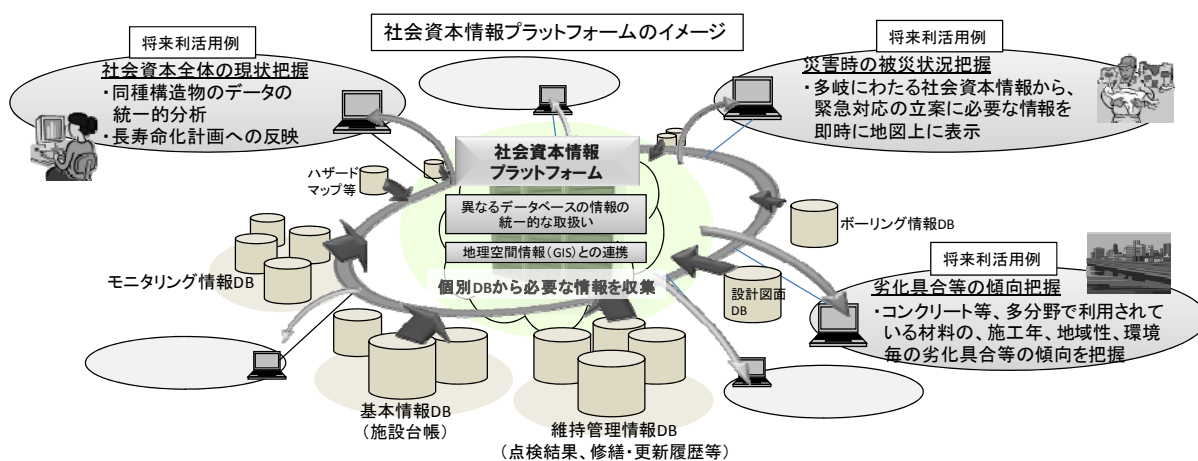 社会資本情報プラットフォームのイメージ
将来利活用例
社会資本全体の現状把握
・同種構造物のデータの
統一的分析
・長寿命化計画への反映
将来利活用例
災害時の被災状況把握
・多岐にわたる社会資本情報から、
緊急対応の立案に必要な情報を
即時に地図上に表示
社会資本情報
プラットフォーム
異なるデータベースの情報の
統一的な取扱い
地理空間情報(GIS)との連携
個別DBから必要な情報を収集
ハザード
マップ等
モニタリング情報DB
ボーリング情報DB
設計図面
DB
将来利活用例
劣化具合等の傾向把握
・コンクリート等、多分野で利用されて
いる材料の、施工年、地域性、環境
毎の劣化具合等の傾向を把握
基本情報DB
(施設台帳)
維持管理情報DB
(点検結果、修繕・更新履歴等)